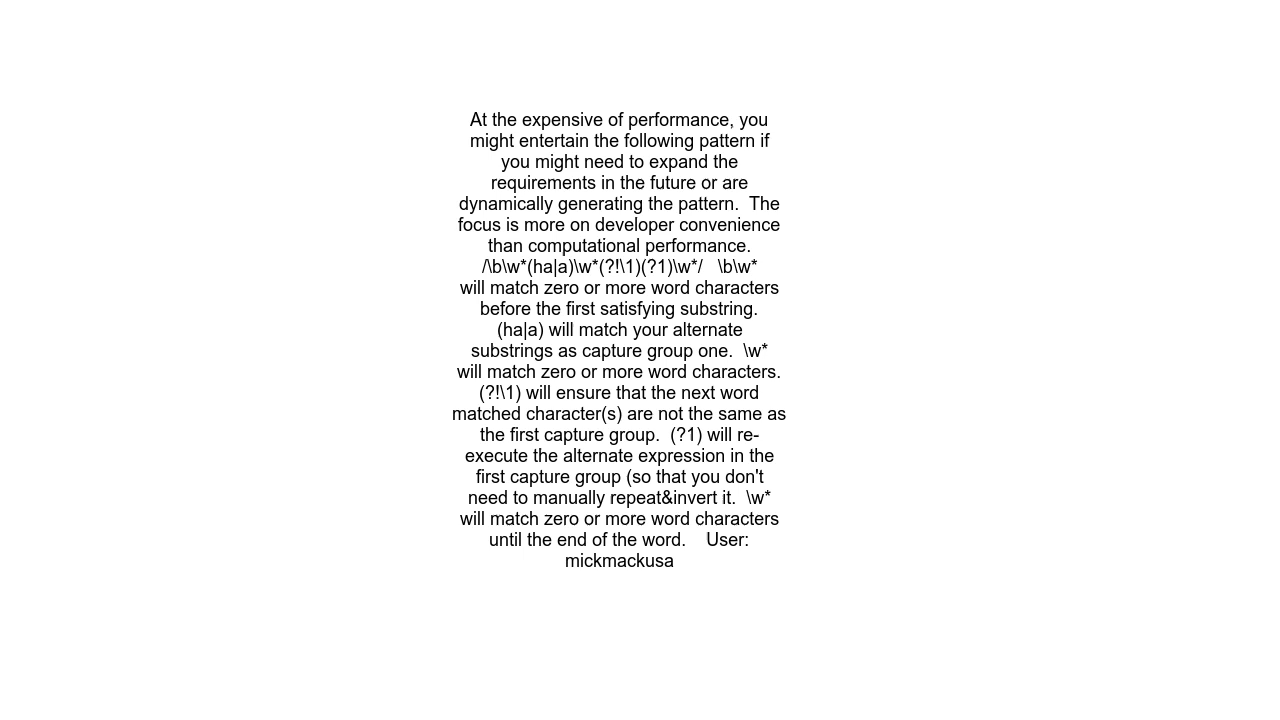 At the expensive of performance, you
might entertain the following pattern if
you might need to expand the
requirements in the future or are
dynamically generating the pattern.  The
focus is more on developer convenience
than computational performance.
/\b\w*(ha|a)\w*(?!\1)(?1)\w*/   \b\w*
will match zero or more word characters
before the first satisfying substring.
(ha|a) will match your alternate
substrings as capture group one.  \w*
will match zero or more word characters.
(?!\1) will ensure that the next word
matched character(s) are not the same as
the first capture group.  (?1) will re-
execute the alternate expression in the
first capture group (so that you don't
need to manually repeat&invert it.  \w*
will match zero or more word characters
until the end of the word.    User:
mickmackusa